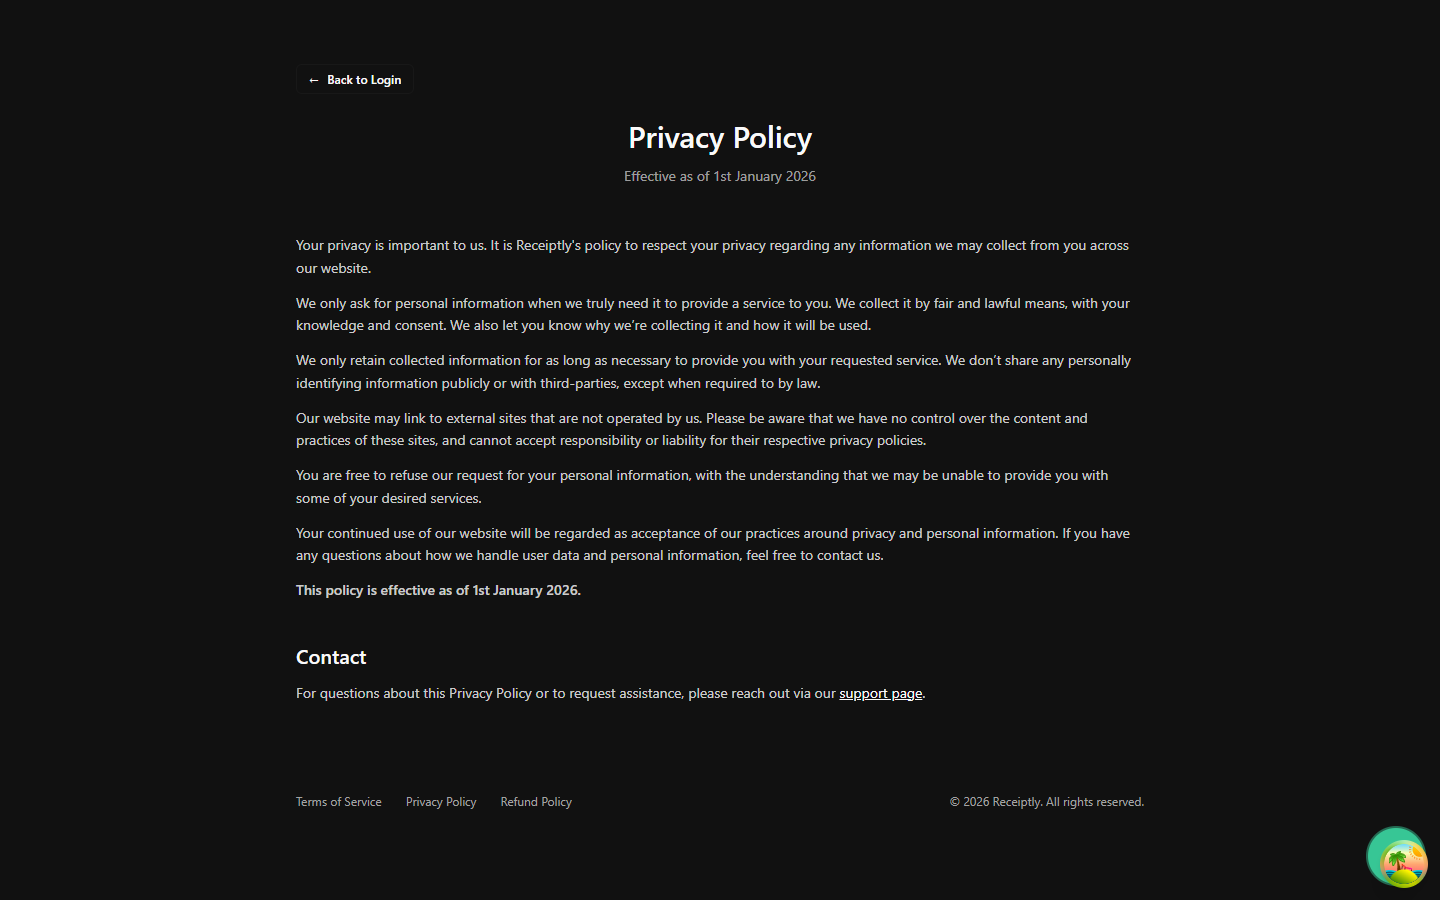 ← Back to Login
Privacy Policy
Effective as of 1st January 2026
Your privacy is important to us. It is Receiptly's policy to respect your privacy regarding any information we may collect from you across
our website.
We only ask for personal information when we truly need it to provide a service to you. We collect it by fair and lawful means, with your
knowledge and consent. We also let you know why we’re collecting it and how it will be used.
We only retain collected information for as long as necessary to provide you with your requested service. We don’t share any personally
identifying information publicly or with third-parties, except when required to by law.
Our website may link to external sites that are not operated by us. Please be aware that we have no control over the content and
practices of these sites, and cannot accept responsibility or liability for their respective privacy policies.
You are free to refuse our request for your personal information, with the understanding that we may be unable to provide you with
some of your desired services.
Your continued use of our website will be regarded as acceptance of our practices around privacy and personal information. If you have
any questions about how we handle user data and personal information, feel free to contact us.
This policy is effective as of 1st January 2026.
Contact
For questions about this Privacy Policy or to request assistance, please reach out via our support page.
Terms of Service Privacy Policy Refund Policy © 2026 Receiptly. All rights reserved.